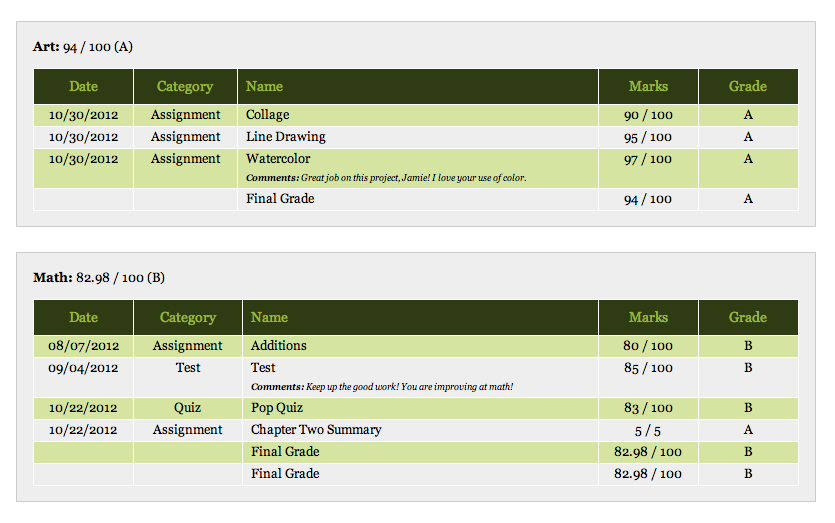 Art: 94 / 100 (A)
Date Category Name Marks Grade
10/30/2012 Assignment Collage 90 / 100 A
10/30/2012 Assignment Line Drawing 95 / 100 A
10/30/2012 Assignment Watercolor 97 / 100 A
Comments: Great job on this project, Jamie! I love your use of color.
Final Grade 94 / 100 A
Math: 82.98 / 100 (B)
Date Category Name Marks Grade
08/07/2012 Assignment Additions 80 / 100 B
09/04/2012 Test Test 85 / 100 B
Comments: Keep up the good work! You are improving at math!
10/22/2012 Quiz Pop Quiz 83 / 100 B
10/22/2012 Assignment Chapter Two Summary 5 / 5 A
Final Grade 82.98 / 100 B
Final Grade 82.98 / 100 B